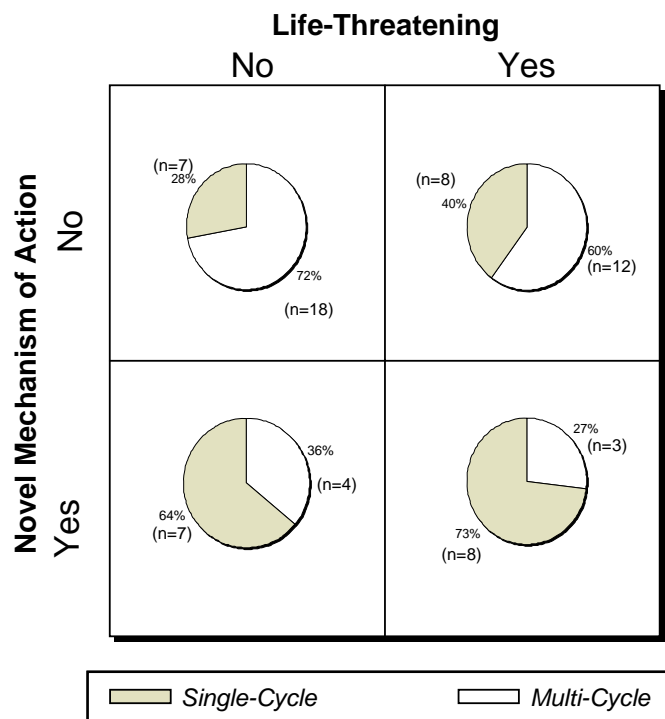 Life-Threatening
No Yes
Novel Mechanism of Action
No
(n=7)
28%
72%
(n=18)
(n=8)
40%
60%
(n=12)
Yes
36%
(n=4)
64%
(n=7)
27%
(n=3)
73%
(n=8)
Single-Cycle Multi-Cycle